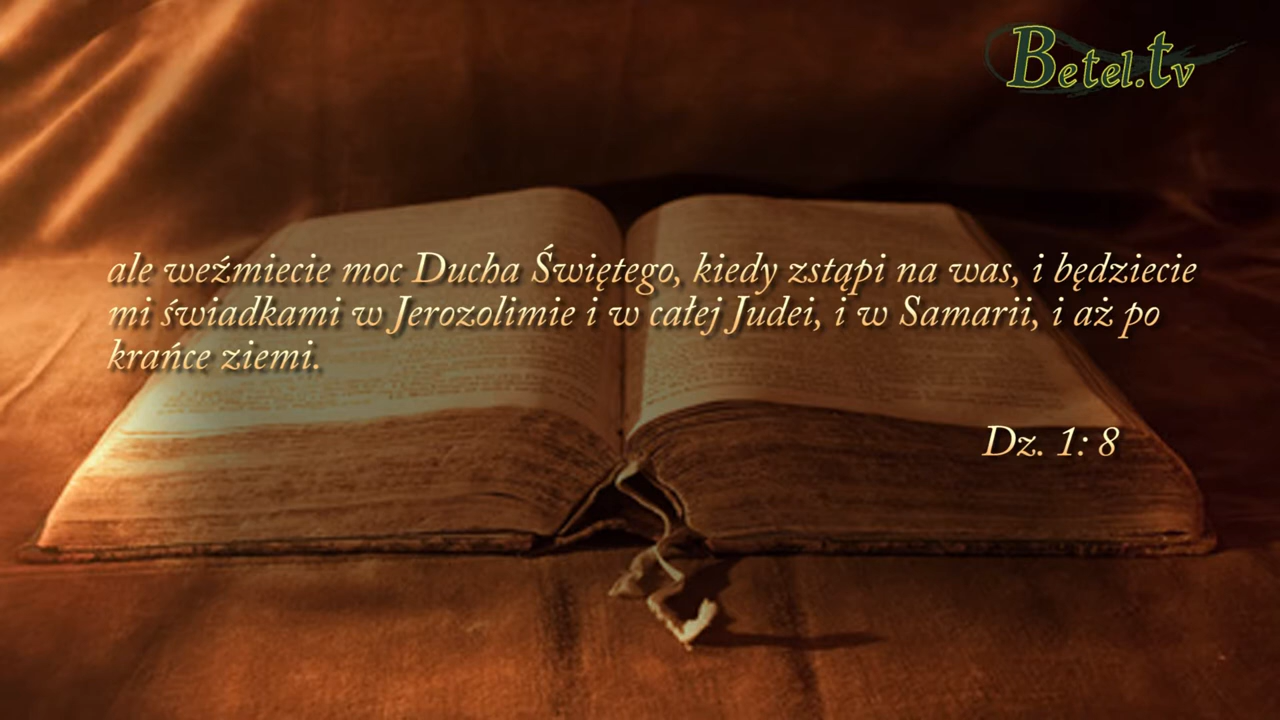 Betel.tv
ale weźmiecie moc Ducha Świętego, kiedy zstąpi na was, i będziecie
mi świadkami w Jerozolimie i w całej Judei, i w Samarii, i aż po
krańce ziemi.
Dz. 1: 8